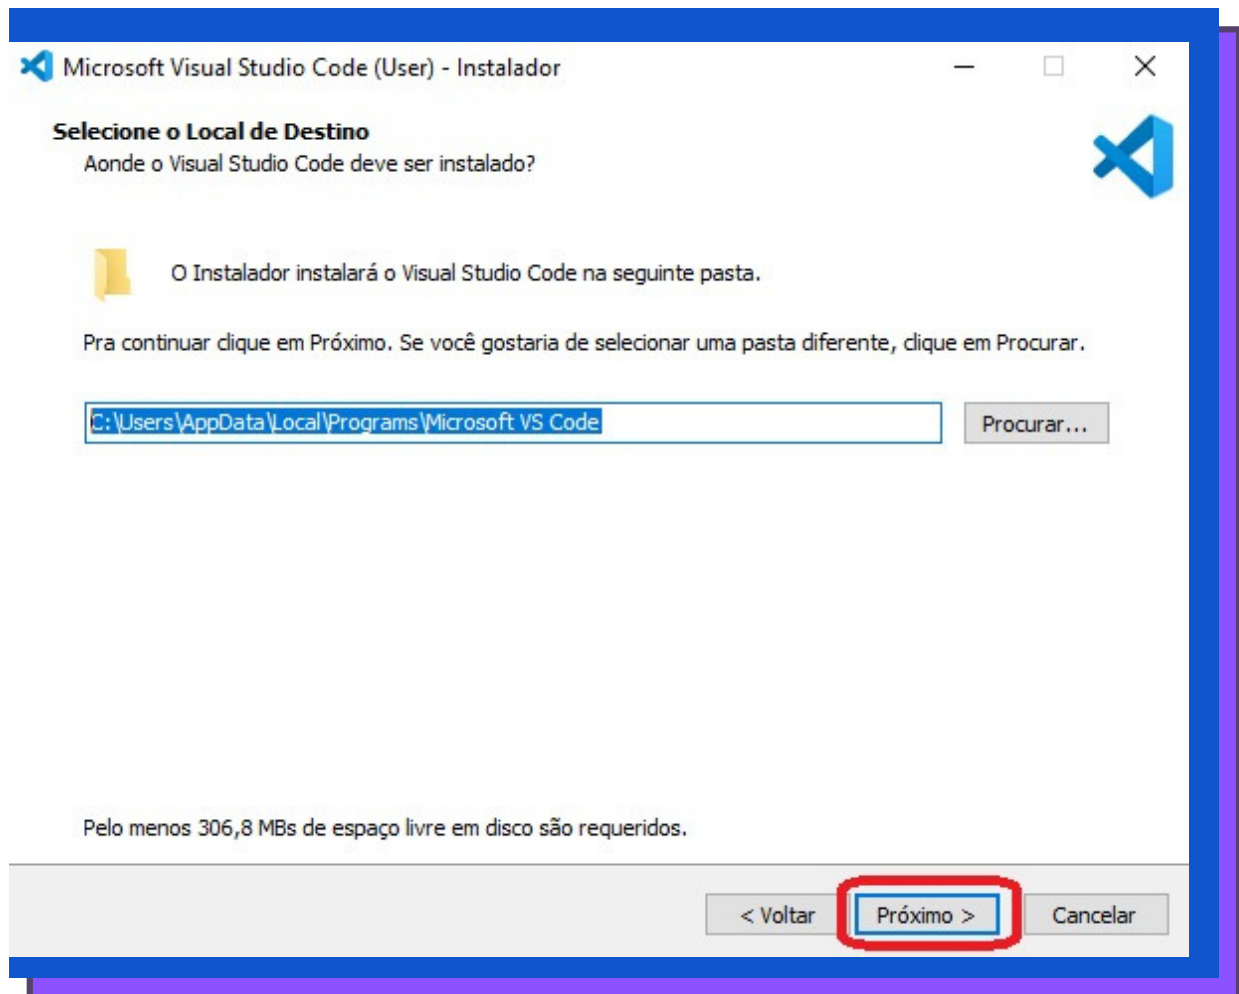 Microsoft Visual Studio Code (User) - Instalador
Selecione o Local de Destino
Aonde o Visual Studio Code deve ser instalado?
O Instalador instalará o Visual Studio Code na seguinte pasta.
Pra continuar clique em Próximo. Se você gostaria de selecionar uma pasta diferente, clique em Procurar.
C:\Users\AppData\Local\Programs\Microsoft VS Code
Procurar...
Pelo menos 306,8 MBs de espaço livre em disco são requeridos.
< Voltar
Próximo >
Cancelar